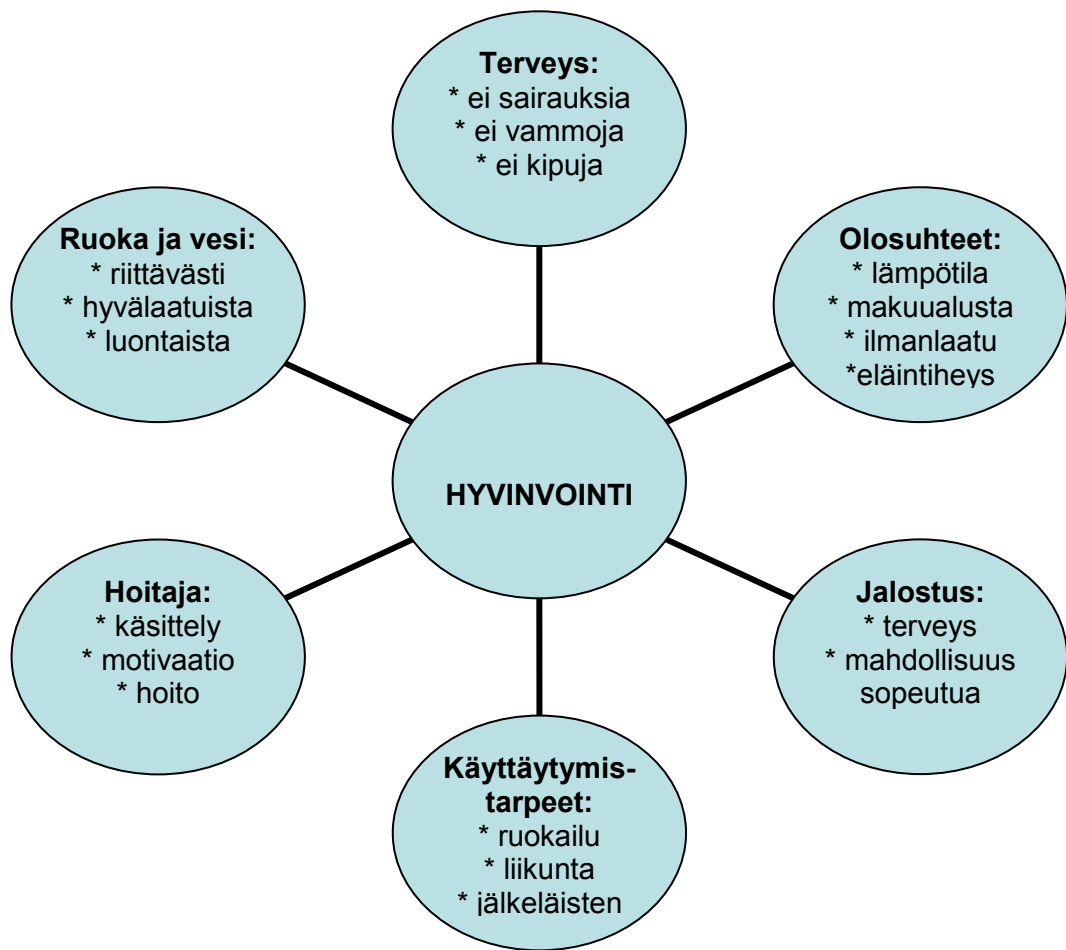 Terveys:
* ei sairauksia
* ei vammoja
* ei kipuja
Ruoka ja vesi:
* riittävästi
* hyvälaatuista
* luontaista
Olosuhteet:
* lämpötila
* makuualusta
* ilmanlaatu
*eläintiheys
HYVINVOINTI
Hoitaja:
* käsittely
* motivaatio
* hoito
Jalostus:
* terveys
* mahdollisuus
sopeutua
Käyttäytymis-
tarpeet:
* ruokailu
* liikunta
* jälkeläisten